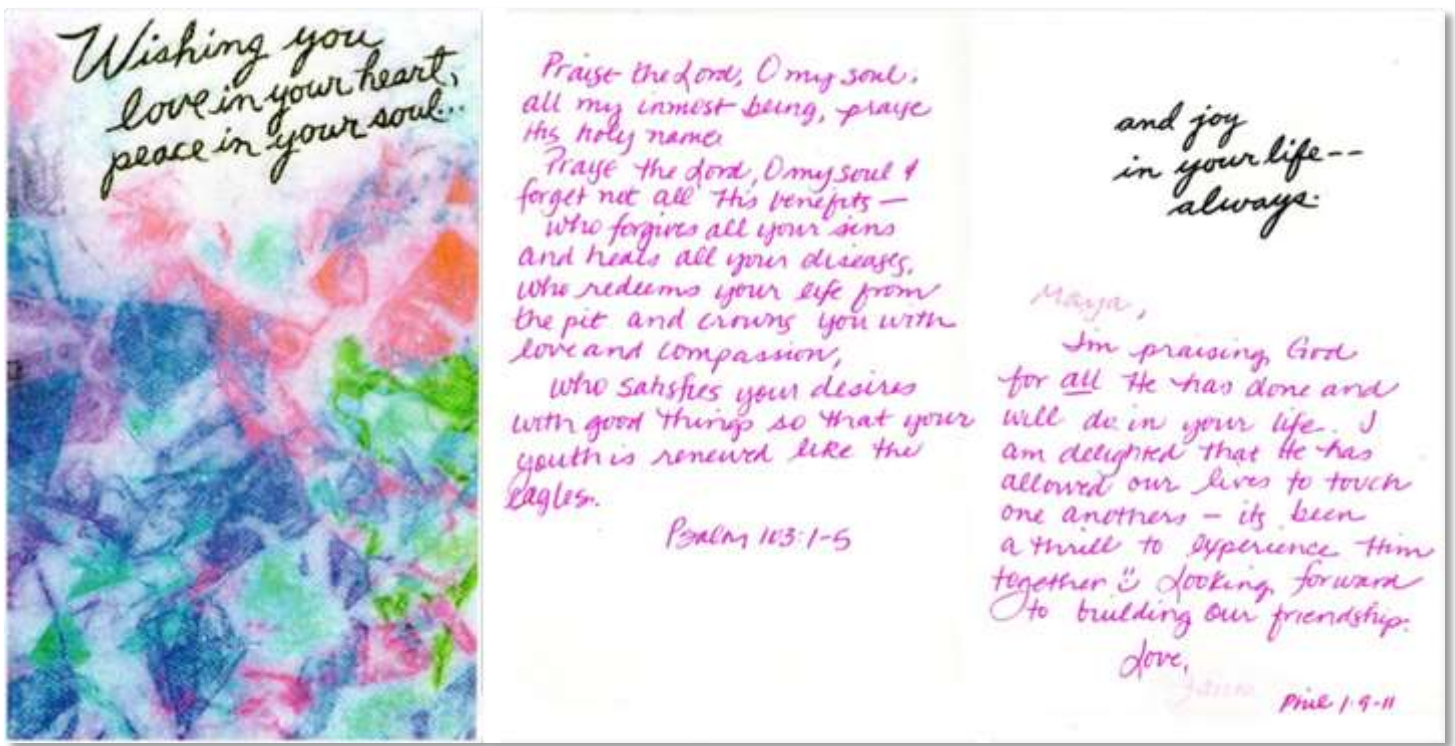 Wishing you
love in your heart,
peace in your soul...
Praise the Lord, O my soul,
all my inmost being, praise
His holy name
Praise the Lord, O my soul &
forget not all His benefits —
who forgives all your sins
and heals all your diseases,
who redeems your life from
the pit and crowns you with
love and compassion,
who satisfies your desires
with good things so that your
youth is renewed like the
eagles.
Psalm 103:1-5
and joy
in your life--
always.
Maya,
I'm praising God
for all He has done and
will do in your life. I
am delighted that He has
allowed our lives to touch
one anothers — its been
a thrill to experience Him
together Looking forward
to building our friendship.
Love,
Phil 1:9-11